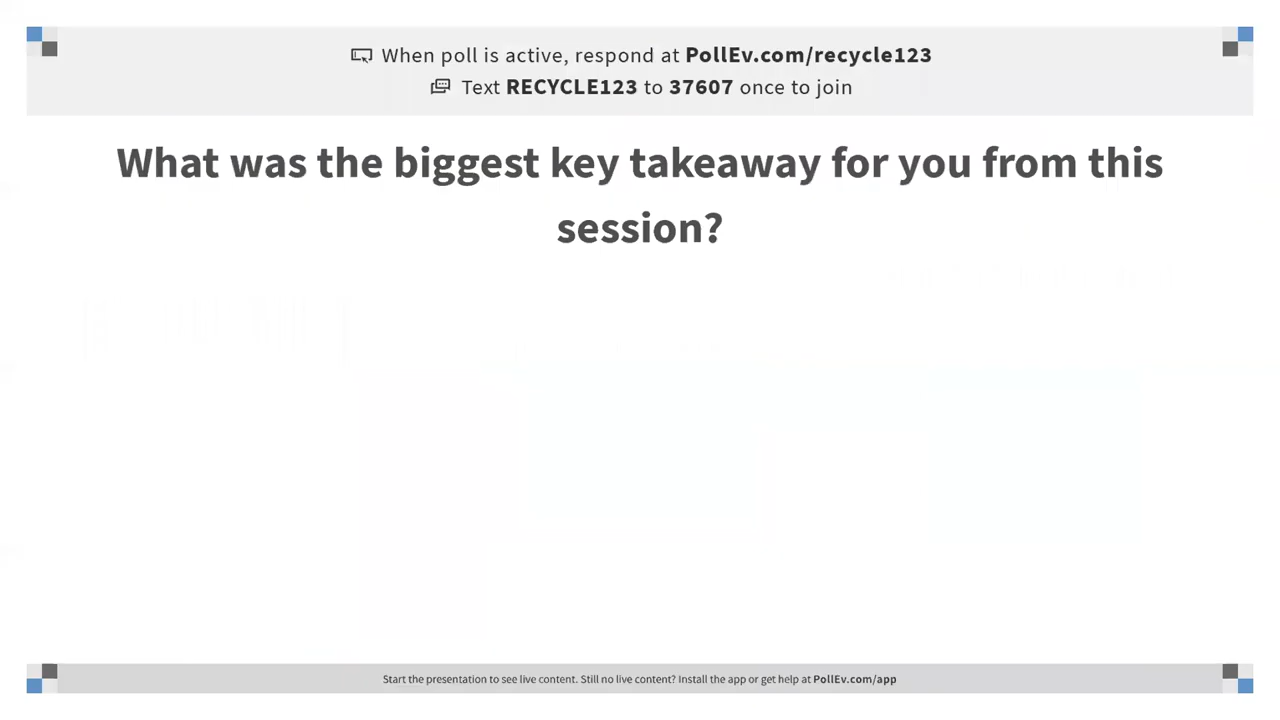 When poll is active, respond at PollEv.com/recycle123
Text RECYCLE123 to 37607 once to join
What was the biggest key takeaway for you from this
session?
Start the presentation to see live content. Still no live content? Install the app or get help at PollEv.com/app